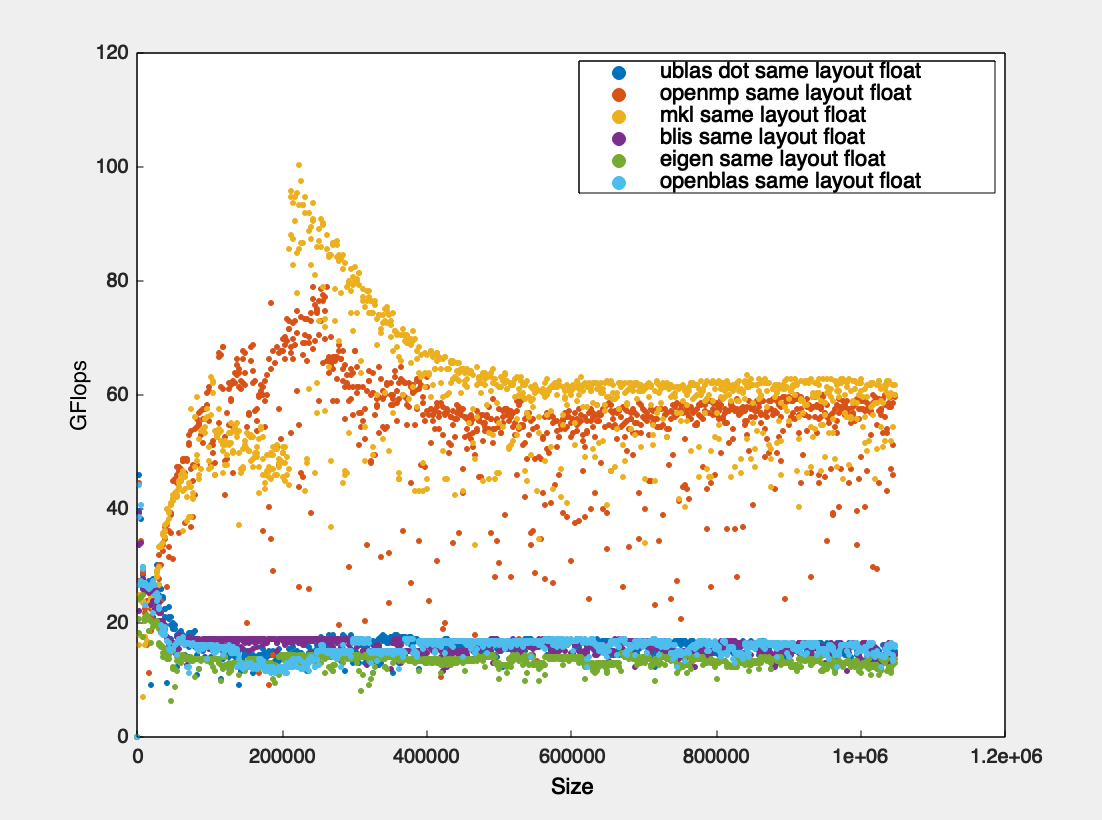 120
100
80
60
40
20
0
GFlops
ublas dot same layout float
openmp same layout float
mkl same layout float
blis same layout float
eigen same layout float
openblas same layout float
0 200000 400000 600000 800000 1e+06 1.2e+06
Size